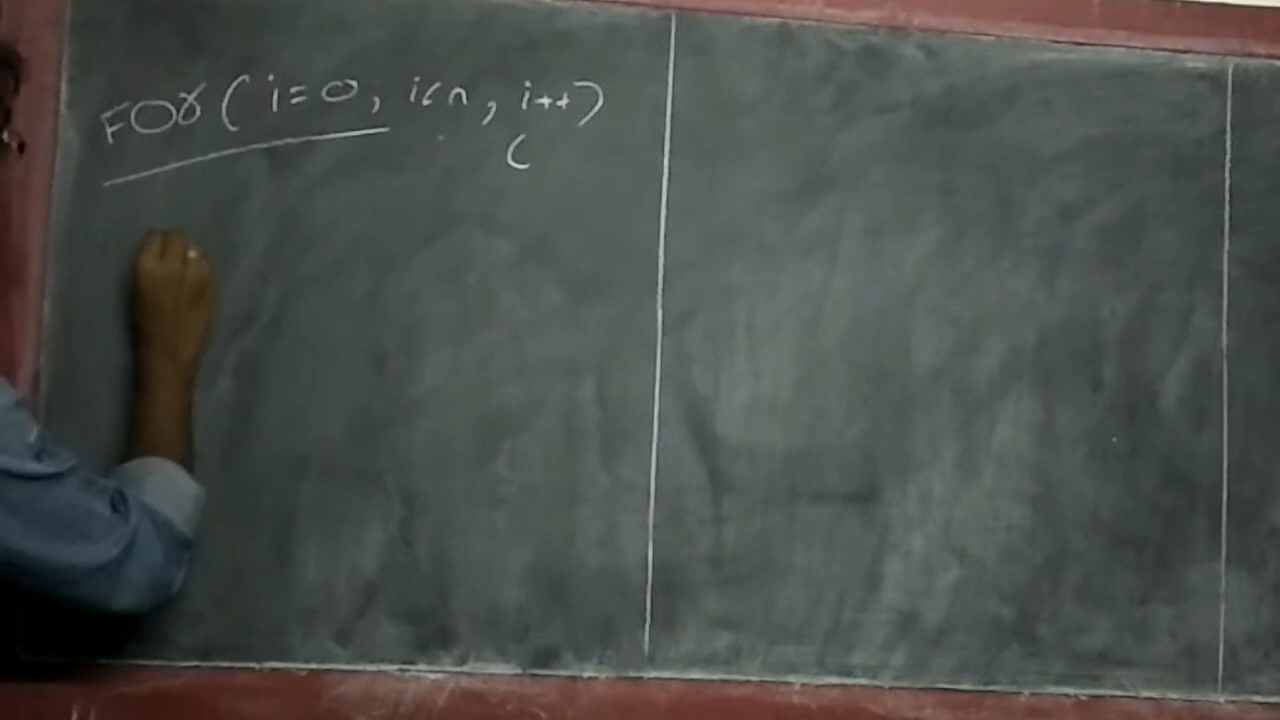 FOr ( i=0, i<n, i++)
(